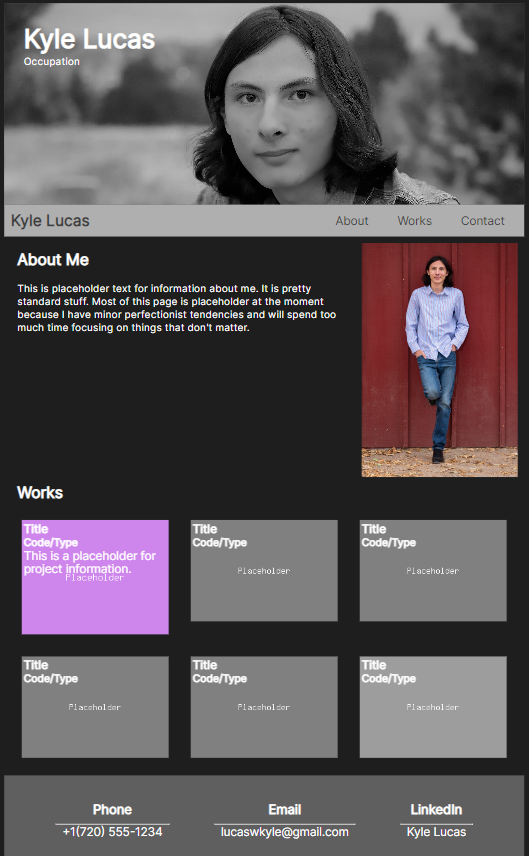 Kyle Lucas
Occupation
Kyle Lucas About Works Contact
About Me
This is placeholder text for information about me. It is pretty
standard stuff. Most of this page is placeholder at the moment
because I have minor perfectionist tendencies and will spend too
much time focusing on things that don't matter.
Works
Title
Code/Type
This is a placeholder for
project information.
Placeholder
Title
Code/Type
Placeholder
Title
Code/Type
Placeholder
Title
Code/Type
Placeholder
Title
Code/Type
Placeholder
Title
Code/Type
Placeholder
Phone
+1(720) 555-1234
Email
lucaswkyle@gmail.com
LinkedIn
Kyle Lucas